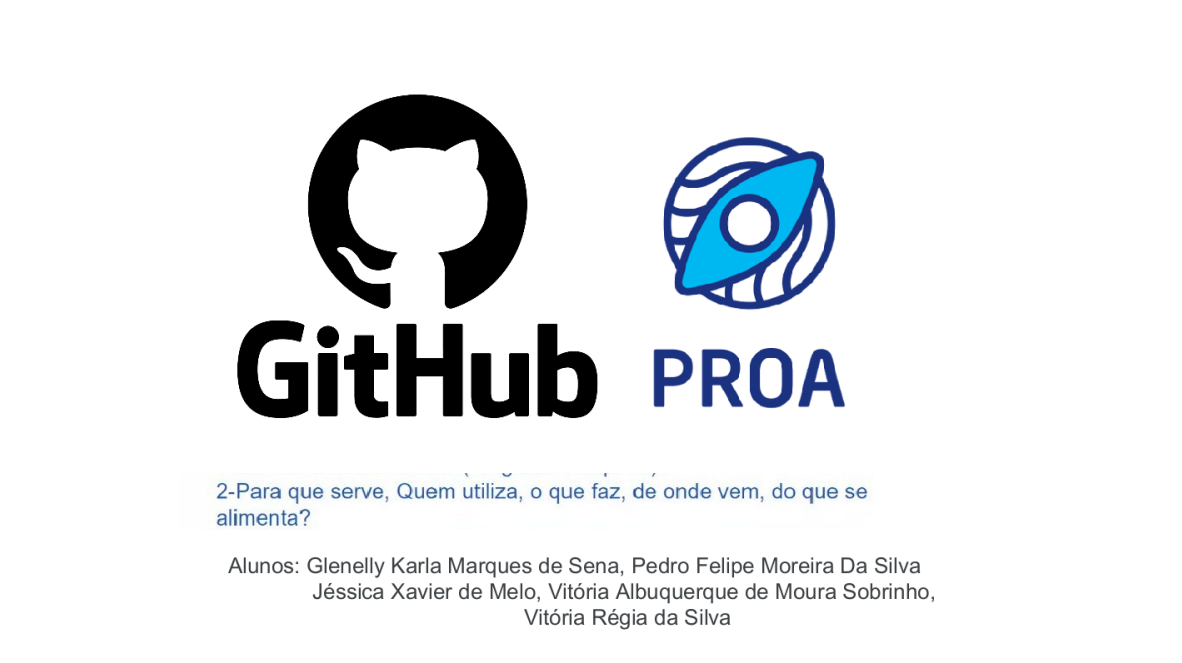 GitHub
PROA
2-Para que serve, Quem utiliza, o que faz, de onde vem, do que se
alimenta?
Alunos: Glenelly Karla Marques de Sena, Pedro Felipe Moreira Da Silva
Jéssica Xavier de Melo, Vitória Albuquerque de Moura Sobrinho,
Vitória Régia da Silva